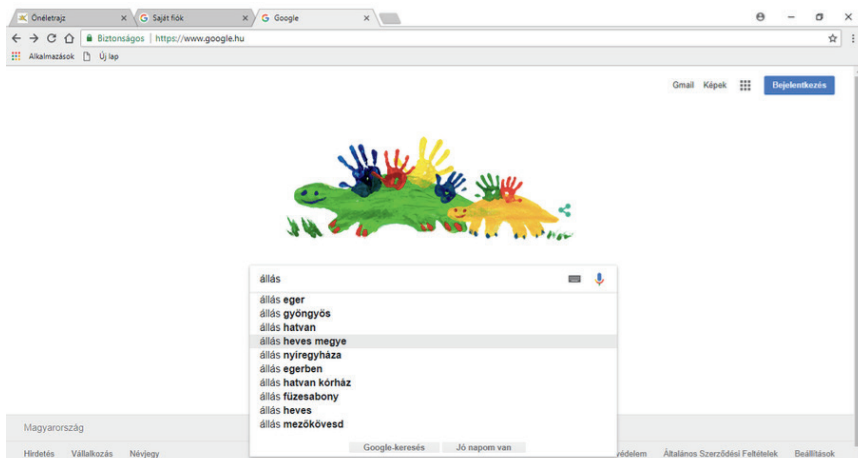 Önéletrajz
Saját fiók
Google
Biztonságos | https://www.google.hu
Alkalmazások Új lap
Gmail Képek Bejelentkezés
állás
állás eger
állás gyöngyös
állás hatvan
állás heves megye
állás nyíregyháza
állás egerben
állás hatvan kórház
állás füzesabony
állás heves
állás mezőkövesd
Google-keresés Jó napom van
Magyarország
Hirdetés Vállalkozás Névjegy védelem Általános Szerződési Feltételek Beállítások